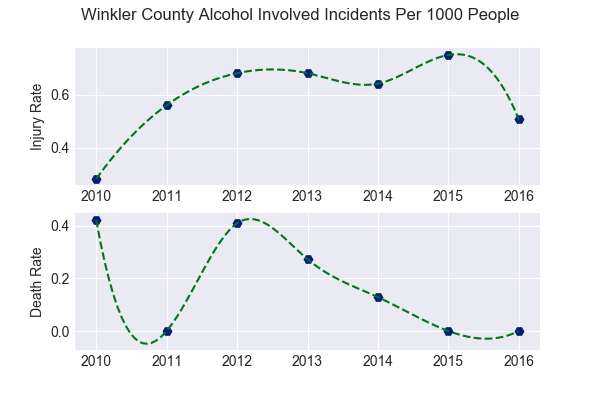 Winkler County Alcohol Involved Incidents Per 1000 People
Injury Rate
0.6
0.4
2010 2011 2012 2013 2014 2015 2016
Death Rate
0.4
0.2
0.0
2010 2011 2012 2013 2014 2015 2016